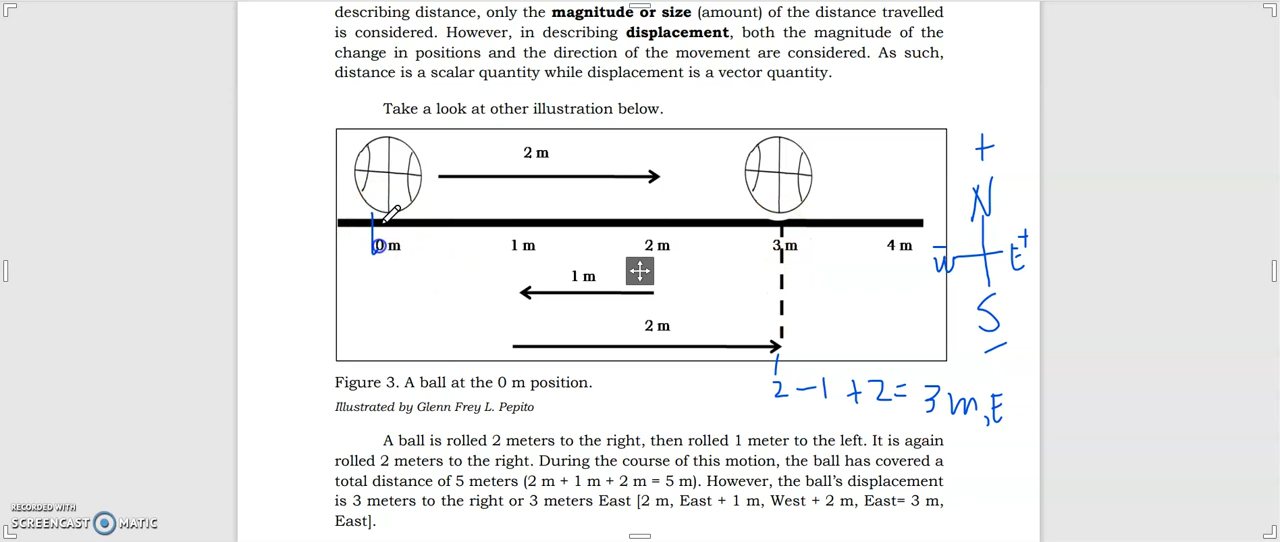 describing distance, only the magnitude or size (amount) of the distance travelled
is considered. However, in describing displacement, both the magnitude of the
change in positions and the direction of the movement are considered. As such,
distance is a scalar quantity while displacement is a vector quantity.
Take a look at other illustration below.
2 m
+
N
0 m 1 m 2 m 3 m 4 m
- W E +
1 m
S
-
2 m
Figure 3. A ball at the 0 m position.
2 - 1 + 2 = 3 m, E
Illustrated by Glenn Frey L. Pepito
A ball is rolled 2 meters to the right, then rolled 1 meter to the left. It is again
rolled 2 meters to the right. During the course of this motion, the ball has covered a
total distance of 5 meters (2 m + 1 m + 2 m = 5 m). However, the ball's displacement
is 3 meters to the right or 3 meters East [2 m, East + 1 m, West + 2 m, East= 3 m,
East].
RECORDED WITH
SCREENCAST MATIC